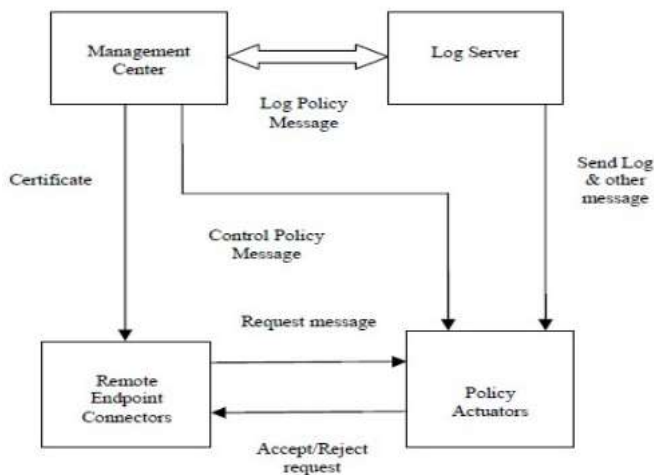 Management
Center
Log Server
Log Policy
Message
Certificate
Send Log
& other
message
Control Policy
Message
Request message
Remote
Endpoint
Connectors
Policy
Actuators
Accept/Reject
request